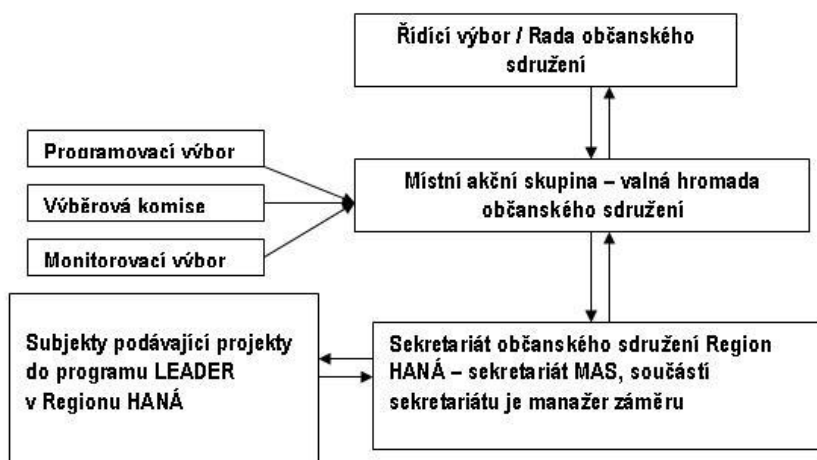 Řídící výbor / Rada občanského
sdružení
Programovací výbor
Výběrová komise
Monitorovací výbor
Místní akční skupina – valná hromada
občanského sdružení
Subjekty podávající projekty
do programu LEADER
v Regionu HANÁ
Sekretariát občanského sdružení Region
HANÁ – sekretariát MAS, součástí
sekretariátu je manažer záměru